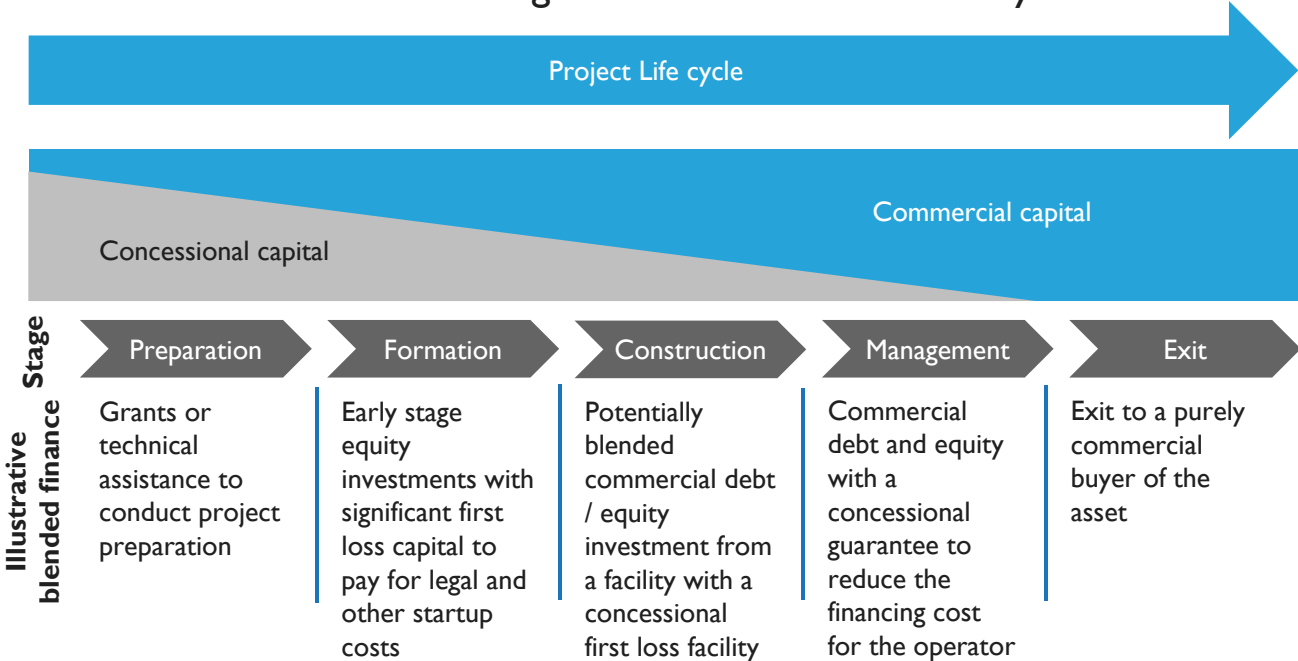 Project Life cycle
Commercial capital
Concessional capital
Stage
Preparation
Formation
Construction
Management
Exit
Illustrative
blended finance
Grants or
technical
assistance to
conduct project
preparation
Early stage
equity
investments with
significant first
loss capital to
pay for legal and
other startup
costs
Potentially
blended
commercial debt
/ equity
investment from
a facility with a
concessional
first loss facility
Commercial
debt and equity
with a
concessional
guarantee to
reduce the
financing cost
for the operator
Exit to a purely
commercial
buyer of the
asset